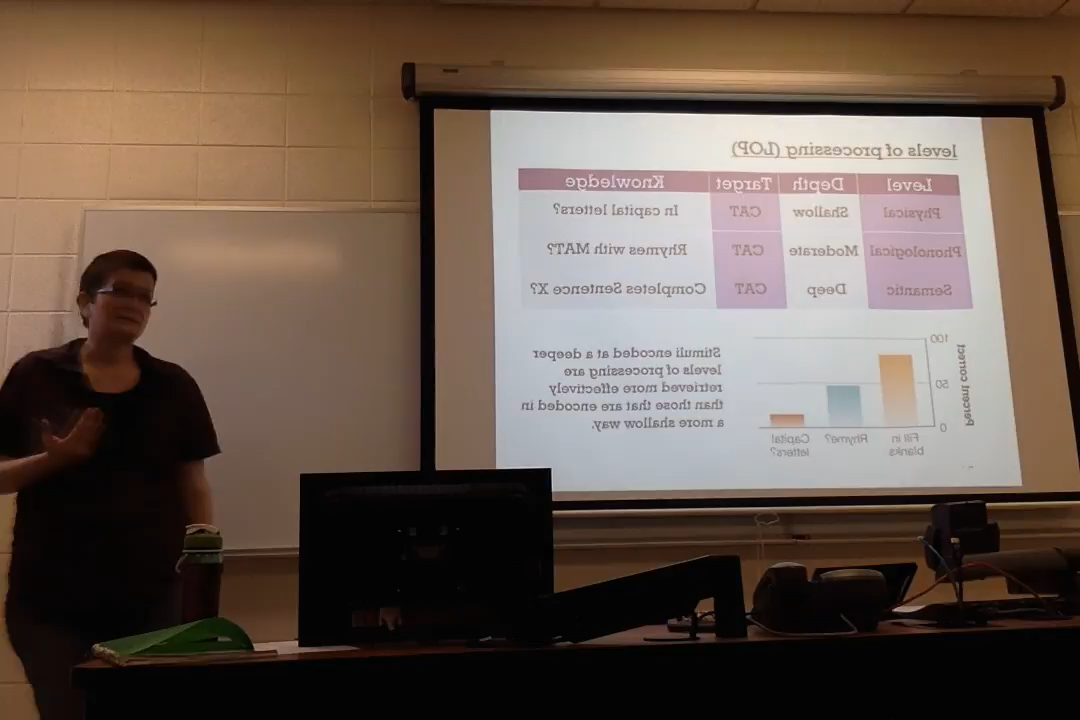 levels of processing (LOP)
Level Depth Target Knowledge
Physical Shallow CAT In capital letters?
Phonological Moderate CAT Rhymes with MAT?
Semantic Deep CAT Completes Sentence X?
100
50
0
Percent correct
Fill in
blanks
Rhyme?
Capital
letters?
Stimuli encoded at a deeper
levels of processing are
retrieved more effectively
than those that are encoded in
a more shallow way.